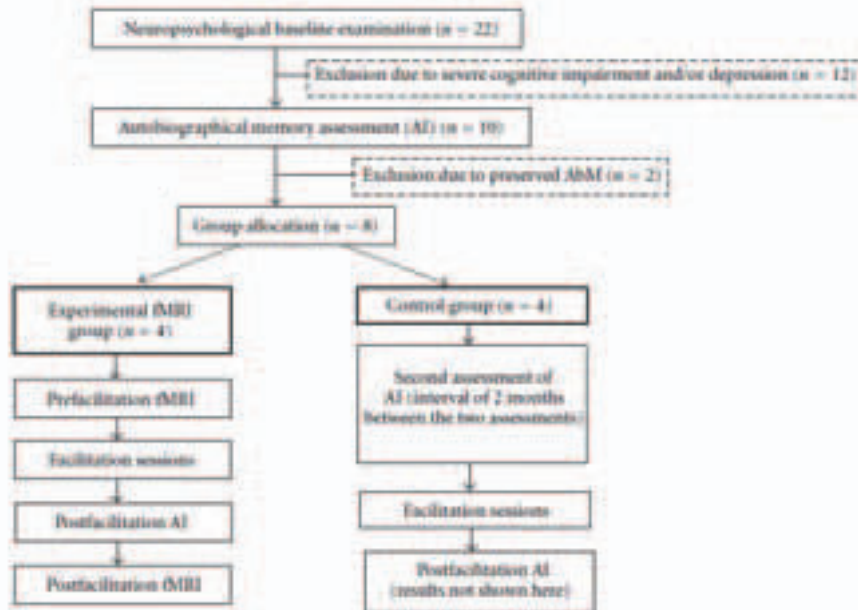 Neuropsychological baseline examination (n = 22)
Exclusion due to severe cognitive impairment and/or depression (n = 12)
Autobiographical memory assessment (AI) (n = 10)
Exclusion due to preserved AbM (n = 2)
Group allocation (n = 8)
Experimental fMRI
group (n = 4)
Prefacilitation fMRI
Facilitation sessions
Postfacilitation AI
Postfacilitation fMRI
Control group (n = 4)
Second assessment of
AI (interval of 2 months
between the two assessments)
Facilitation sessions
Postfacilitation AI
(results not shown here)